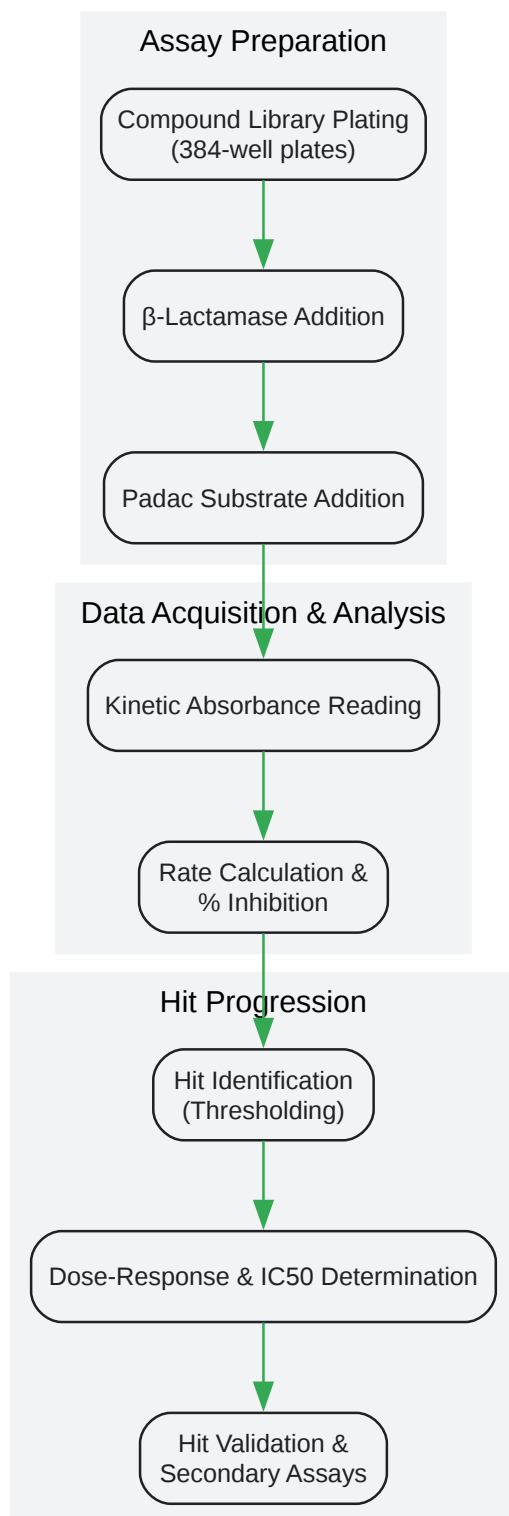 Assay Preparation
Compound Library Plating
(384-well plates)
β-Lactamase Addition
Padac Substrate Addition
Data Acquisition & Analysis
Kinetic Absorbance Reading
Rate Calculation &
% Inhibition
Hit Progression
Hit Identification
(Thresholding)
Dose-Response & IC50 Determination
Hit Validation &
Secondary Assays